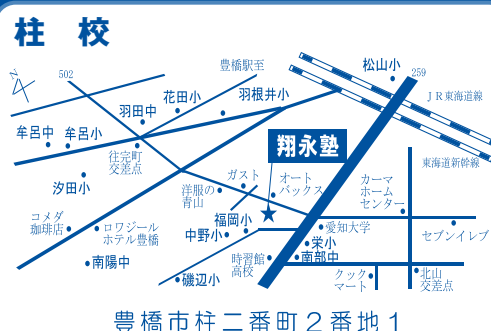 柱 校
N
502
豊橋駅至
松山小
259
花田小
羽根井小
JR東海道線
羽田中
牟呂中
牟呂小
往完町
交差点
翔永塾
東海道新幹線
汐田小
ガスト
オート
バックス
カーマ
ホーム
センター
洋服の
青山
コメダ
珈琲店
ロワジール
ホテル豊橋
福岡小
中野小
愛知大学
セブンイレブ
栄小
南部中
時習館
高校
南陽中
磯辺小
クック
マート
北山
交差点
豊橋市柱二番町2番地1